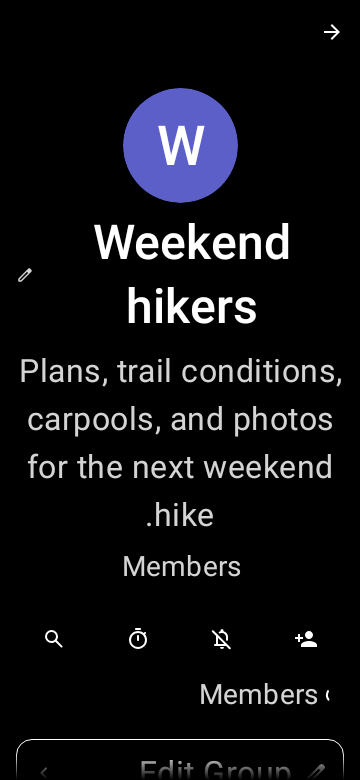 W
Weekend
hikers
Plans, trail conditions,
carpools, and photos
for the next weekend
.hike
Members
Members
Edit Group